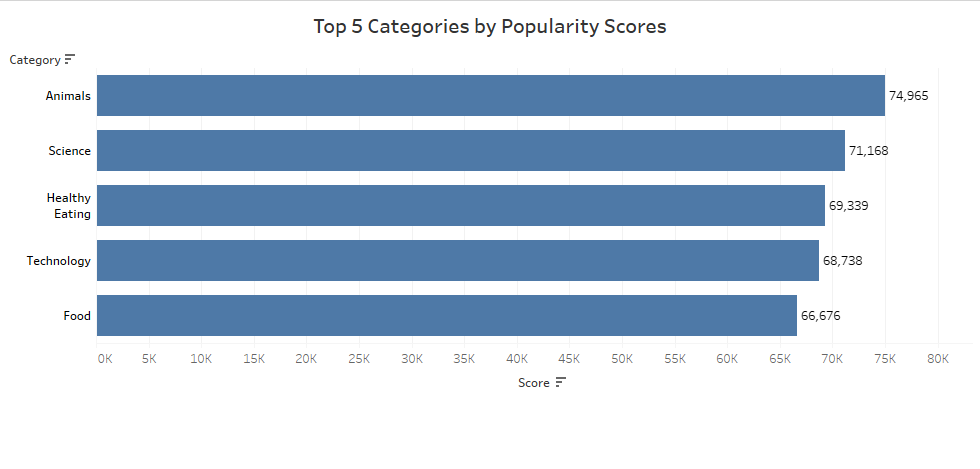 Top 5 Categories by Popularity Scores
Category
Animals
74,965
Science
71,168
Healthy
Eating
69,339
Technology
68,738
Food
66,676
0K 5K 10K 15K 20K 25K 30K 35K 40K 45K 50K 55K 60K 65K 70K 75K 80K
Score